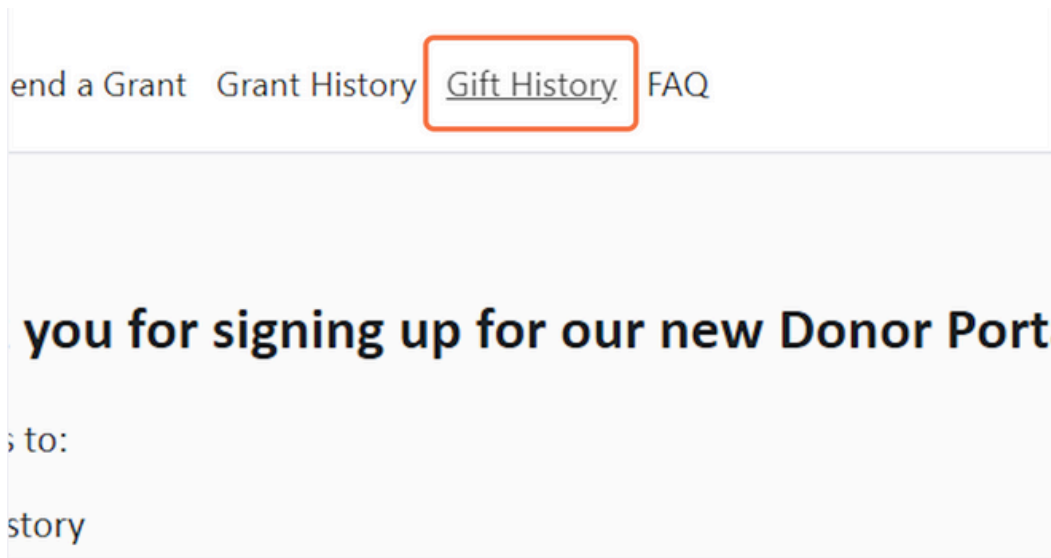 end a Grant Grant History Gift History FAQ
you for signing up for our new Donor Port
s to:
story